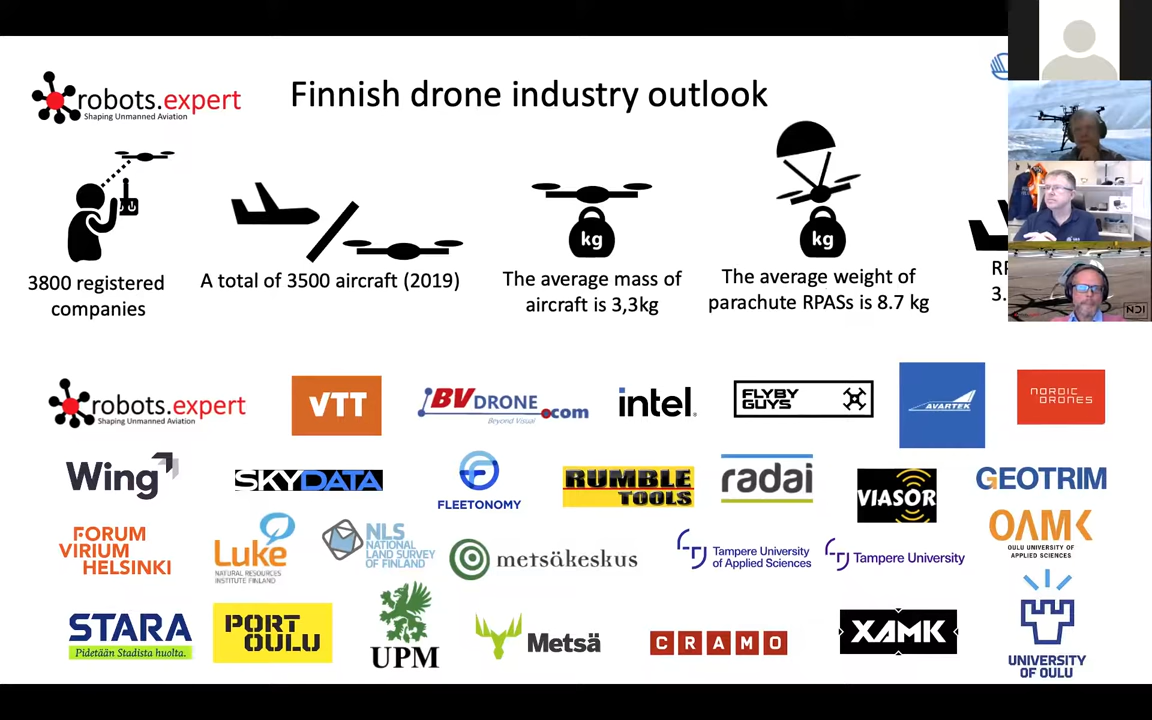 Finnish drone industry outlook
robots.expert
Shaping Unmanned Aviation
kg
kg
3800 registered
companies
A total of 3500 aircraft (2019)
The average mass of
aircraft is 3,3kg
The average weight of
parachute RPASs is 8.7 kg
3.
NDI
robots.expert
Shaping Unmanned Aviation
VTT
BVDRONE.com
Beyond Visual
intel.
FLYBY
GUYS
AVARTEK
NORDIC
DRONES
Wing
SKYDATA
FLEETONOMY
RUMBLE
TOOLS
radai
VIASOR
GEOTRIM
FORUM
VIRIUM
HELSINKI
Luke
NATURAL RESOURCES
INSTITUTE FINLAND
NLS
NATIONAL
LAND SURVEY
OF FINLAND
metsäkeskus
Tampere University
of Applied Sciences
Tampere University
OAMK
OULU UNIVERSITY OF
APPLIED SCIENCES
STARA
Pidetään Stadista huolta.
PORT
OULU
UPM
Metsä
CRAMO
XAMK
UNIVERSITY
OF OULU